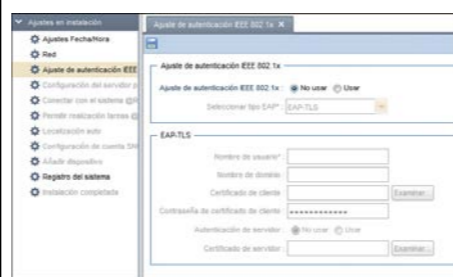 Ajustes en instalación
Ajustes Fecha/Hora
Red
Ajuste de autenticación IEEE
Configuración del servidor p
Conectar con el sistema @R
Permitir realización tareas @
Localización auto
Configuración de cuenta SN
Añadir dispositivo
Registro del sistema
Instalación completada
Ajuste de autenticación IEEE 802.1x
Ajuste de autenticación IEEE 802.1x
Ajuste de autenticación IEEE 802.1x : No usar Usar
Seleccionar tipo EAP* : EAP-TLS
EAP-TLS
Nombre de usuario* :
Nombre de dominio :
Certificado de cliente : Examinar...
Contraseña de certificado de cliente : ************
Autenticación de servidor : No usar Usar
Certificado de servidor : Examinar...